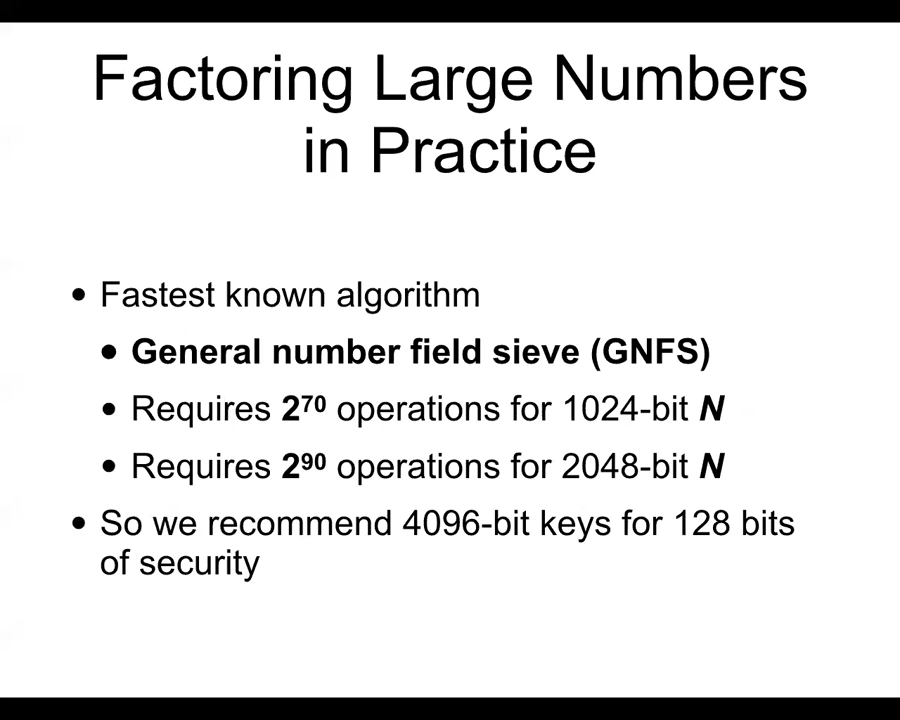 Factoring Large Numbers
in Practice
• Fastest known algorithm
• General number field sieve (GNFS)
• Requires 2⁷⁰ operations for 1024-bit N
• Requires 2⁹⁰ operations for 2048-bit N
• So we recommend 4096-bit keys for 128 bits
of security